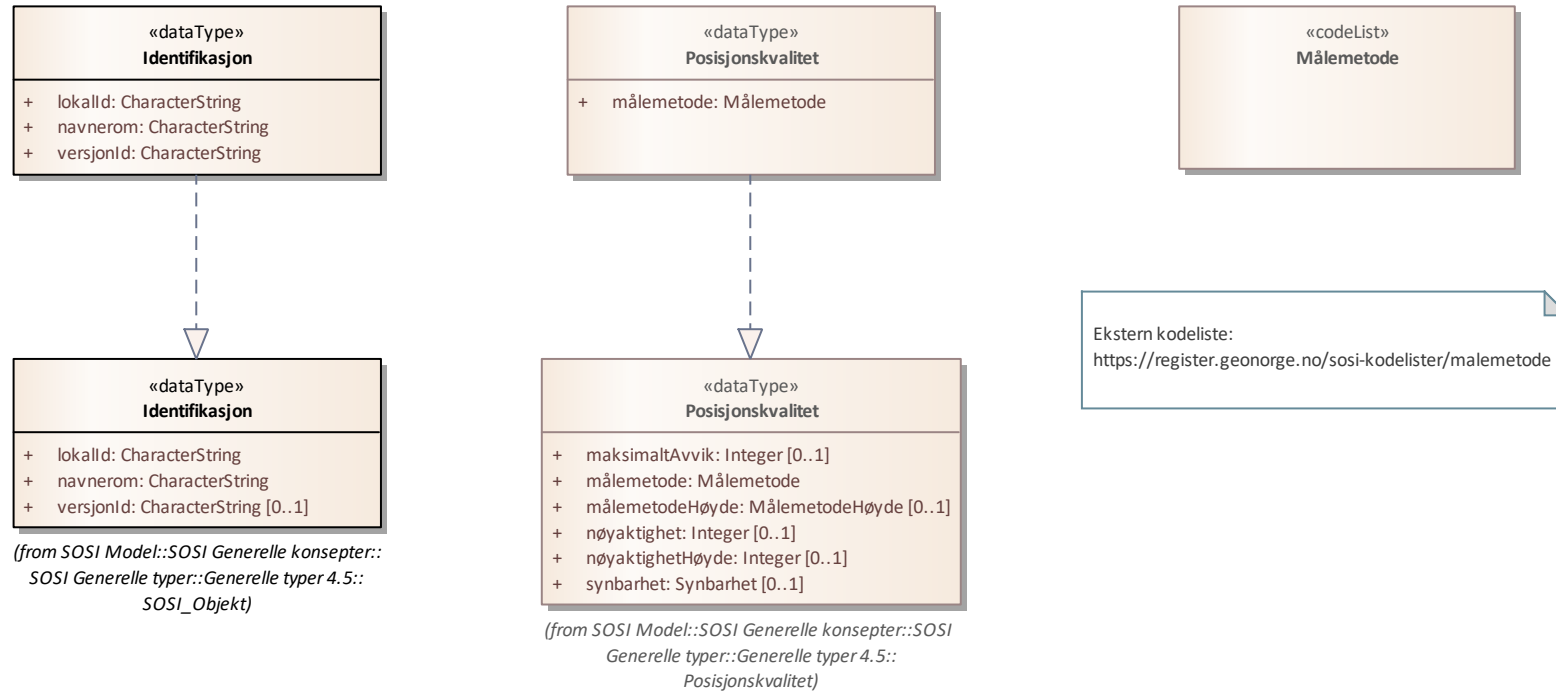 «dataType»
Identifikasjon
+ lokalId: CharacterString
+ navnerom: CharacterString
+ versjonId: CharacterString
«dataType»
Posisjonskvalitet
+ målemetode: Målemetode
«codeList»
Målemetode
«dataType»
Identifikasjon
+ lokalId: CharacterString
+ navnerom: CharacterString
+ versjonId: CharacterString [0..1]
(from SOSI Model::SOSI Generelle konsepter::
SOSI Generelle typer::Generelle typer 4.5::
SOSI_Objekt)
«dataType»
Posisjonskvalitet
+ maksimaltAvvik: Integer [0..1]
+ målemetode: Målemetode
+ målemetodeHøyde: MålemetodeHøyde [0..1]
+ nøyaktighet: Integer [0..1]
+ nøyaktighetHøyde: Integer [0..1]
+ synbarhet: Synbarhet [0..1]
(from SOSI Model::SOSI Generelle konsepter::SOSI
Generelle typer::Generelle typer 4.5::
Posisjonskvalitet)
Ekstern kodeliste:
https://register.geonorge.no/sosi-kodelister/malemetode